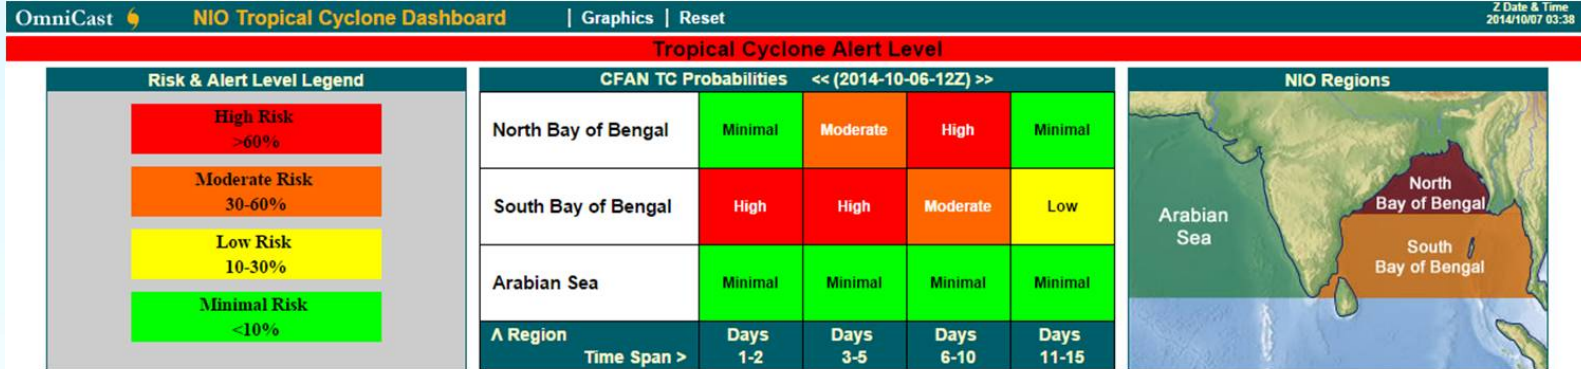 OmniCast NIO Tropical Cyclone Dashboard | Graphics | Reset
Z Date & Time
2014/10/07 03:38
Tropical Cyclone Alert Level
Risk & Alert Level Legend
High Risk
>60%
Moderate Risk
30-60%
Low Risk
10-30%
Minimal Risk
<10%
CFAN TC Probabilities << (2014-10-06-12Z) >>
North Bay of Bengal Minimal Moderate High Minimal
South Bay of Bengal High High Moderate Low
Arabian Sea Minimal Minimal Minimal Minimal
Λ Region Days Days Days Days
Time Span > 1-2 3-5 6-10 11-15
NIO Regions
North
Bay of Bengal
Arabian
Sea
South
Bay of Bengal